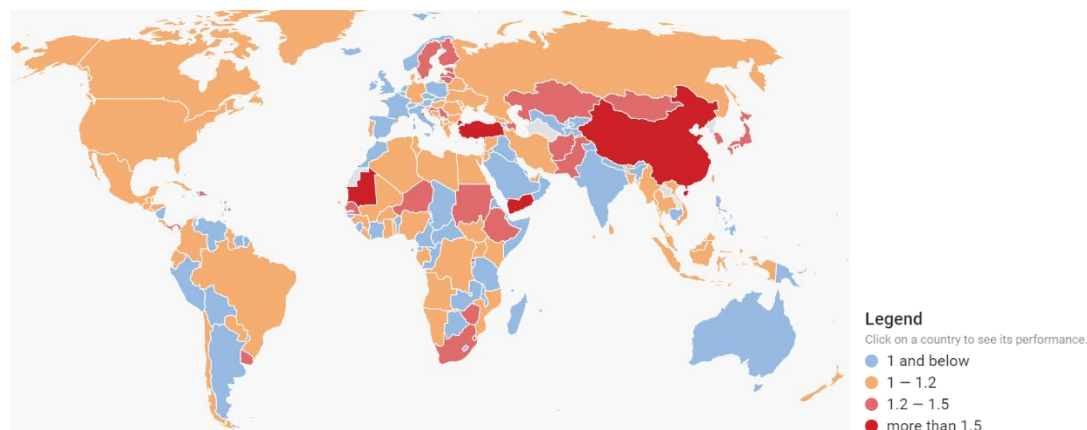 Legend
Click on a country to see its performance.
1 and below
1 – 1.2
1.2 – 1.5
more than 1.5